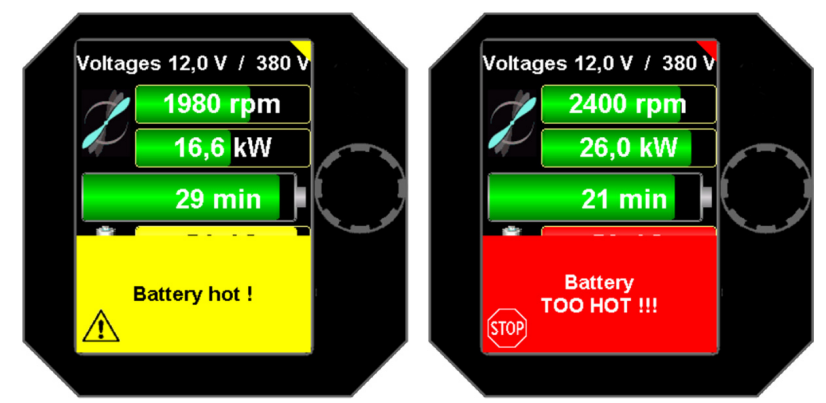 Voltages 12,0 V / 380 V
1980 rpm
16,6 kW
29 min
Battery hot !
Voltages 12,0 V / 380 V
2400 rpm
26,0 kW
21 min
Battery
TOO HOT !!!
STOP